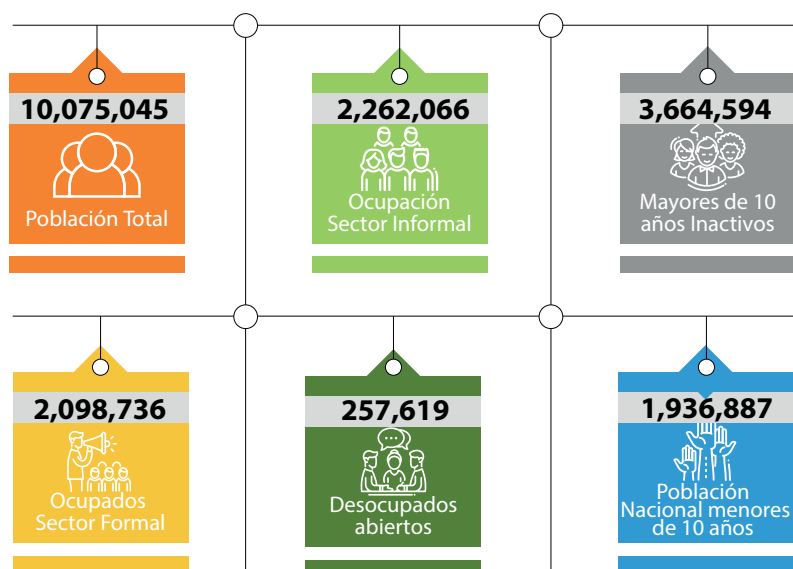 10,075,045
Población Total
2,262,066
Ocupación
Sector Informal
3,664,594
Mayores de 10
años Inactivos
2,098,736
Ocupados
Sector Formal
257,619
Desocupados
abiertos
1,936,887
Población
Nacional menores
de 10 años